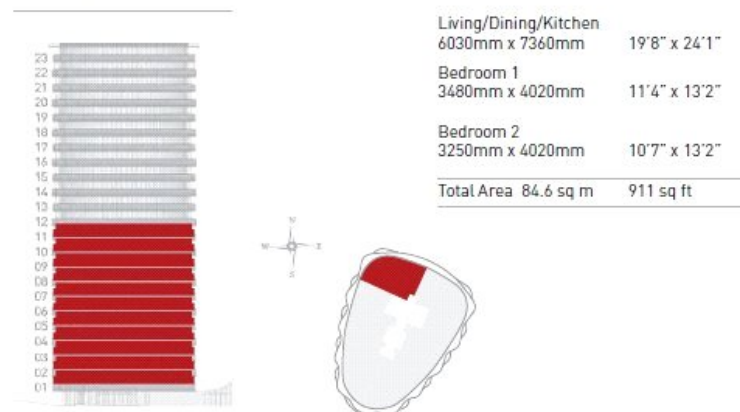 Living/Dining/Kitchen
6030mm x 7360mm 19'8" x 24'1"
Bedroom 1
3480mm x 4020mm 11'4" x 13'2"
Bedroom 2
3250mm x 4020mm 10'7" x 13'2"
Total Area 84.6 sq m 911 sq ft
23
22
21
20
19
18
17
16
15
14
13
12
11
10
09
08
07
06
05
04
03
02
01
N
W E
S